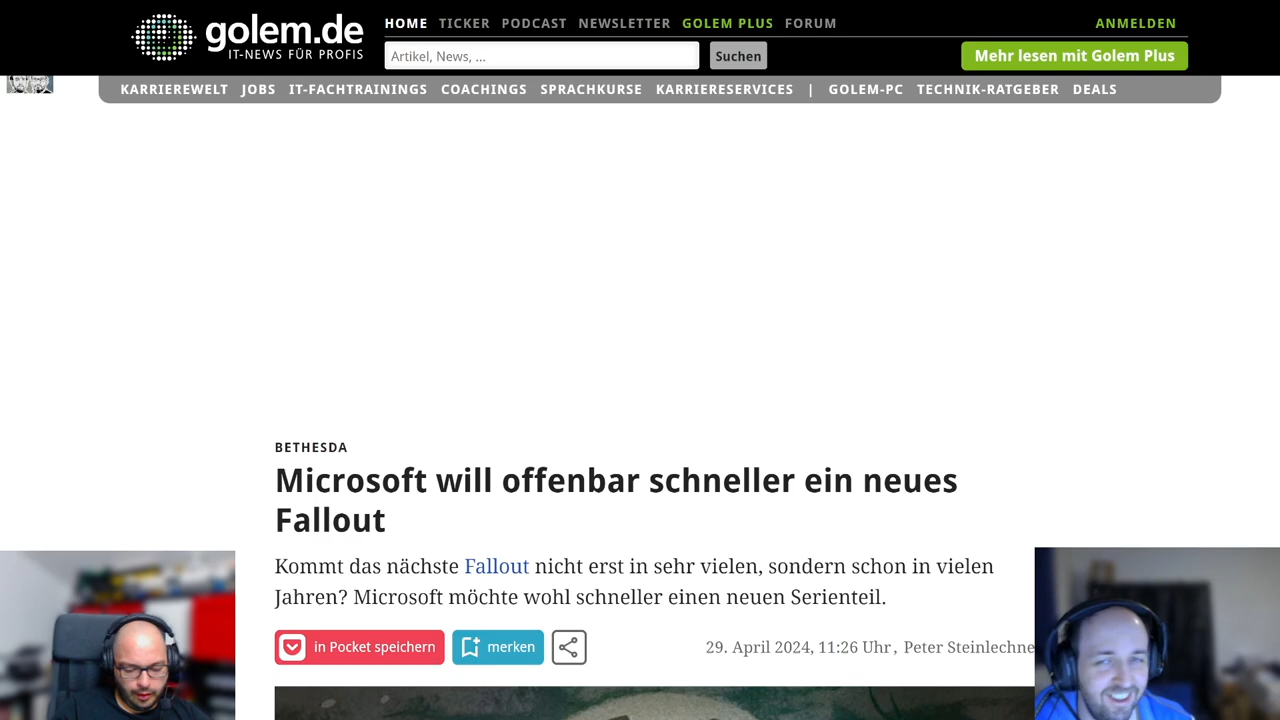 golem.de
IT-NEWS FÜR PROFIS
HOME TICKER PODCAST NEWSLETTER GOLEM PLUS FORUM
ANMELDEN
Artikel, News, ...
Suchen
Mehr lesen mit Golem Plus
KARRIEREWELT JOBS IT-FACHTRAININGS COACHINGS SPRACHKURSE KARRIERESERVICES | GOLEM-PC TECHNIK-RATGEBER DEALS
BETHESDA
Microsoft will offenbar schneller ein neues
Fallout
Kommt das nächste Fallout nicht erst in sehr vielen, sondern schon in vielen
Jahren? Microsoft möchte wohl schneller einen neuen Serienteil.
in Pocket speichern
merken
29. April 2024, 11:26 Uhr, Peter Steinlechne